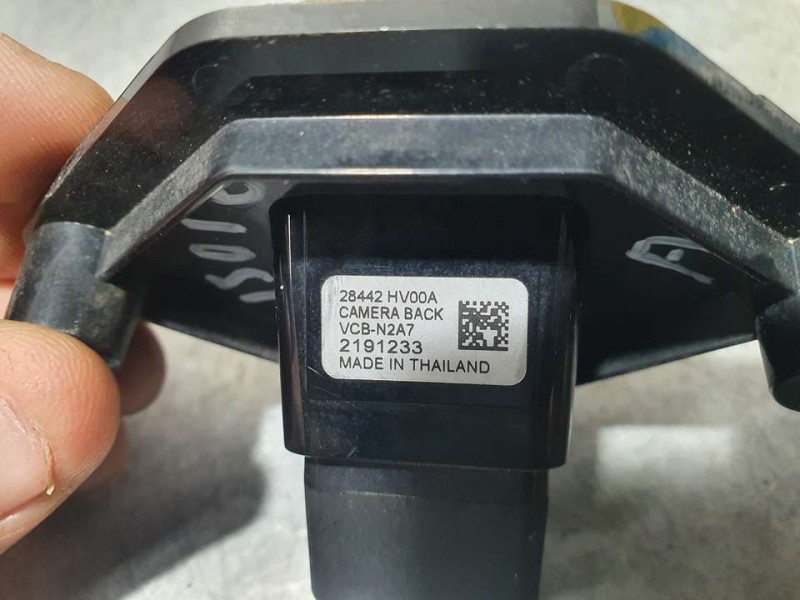 28442 HV00A
CAMERA BACK
VCB-N2A7
2191233
MADE IN THAILAND